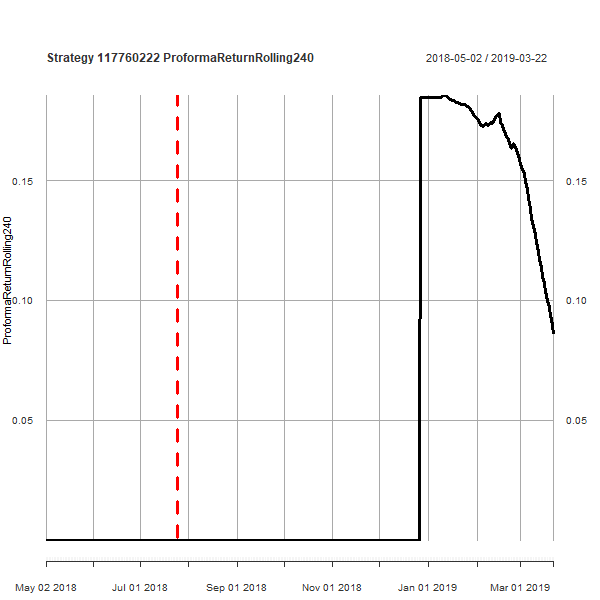 Strategy 117760222 ProformaReturnRolling240
2018-05-02 / 2019-03-22
ProformaReturnRolling240
0.15
0.15
0.10
0.10
0.05
0.05
May 02 2018
Jul 01 2018
Sep 01 2018
Nov 01 2018
Jan 01 2019
Mar 01 2019